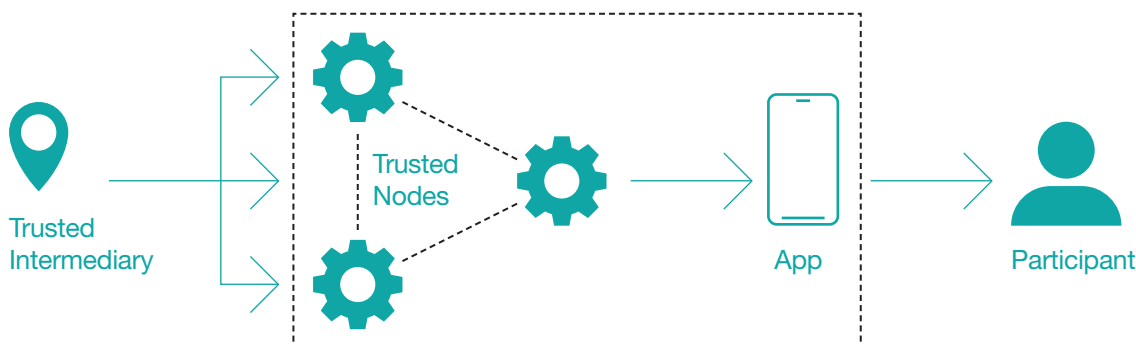 Trusted
Intermediary
Trusted
Nodes
App
Participant